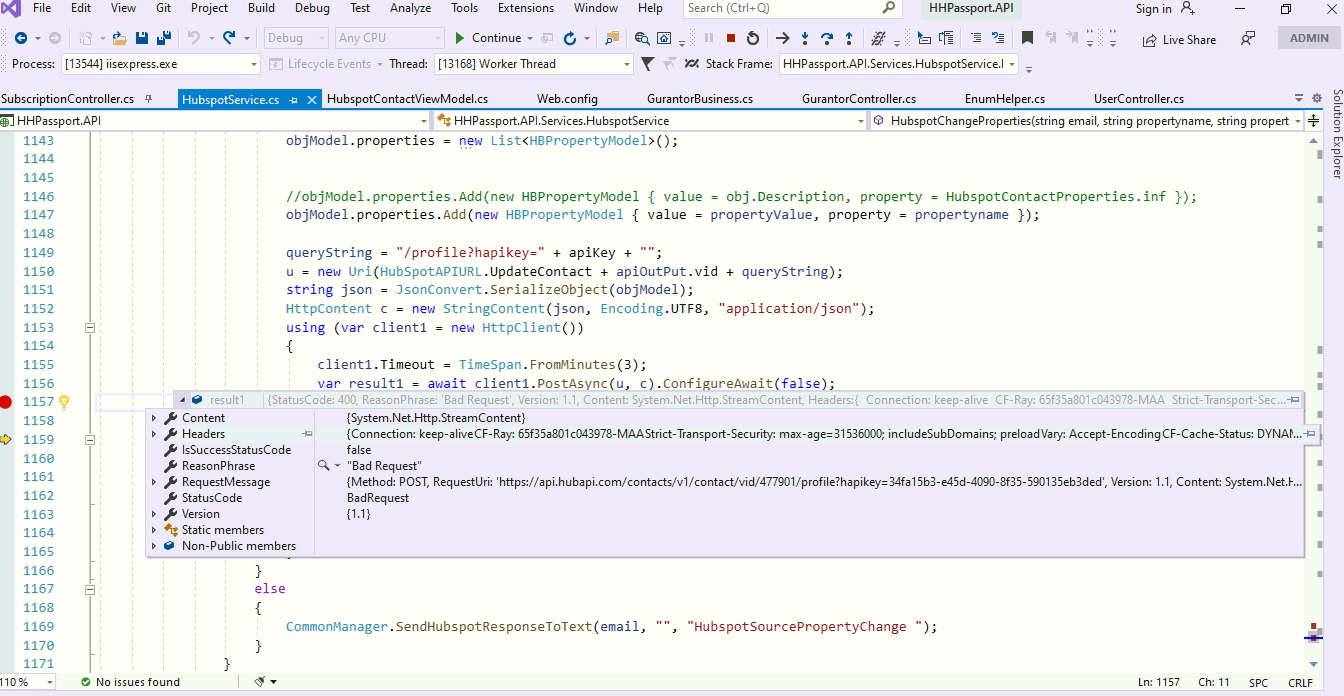 File Edit View Git Project Build Debug Test Analyze Tools Extensions Window Help Search (Ctrl+Q) HHPassport.API Sign in
Debug Any CPU Continue Live Share ADMIN
Process: [13544] iisexpress.exe Lifecycle Events Thread: [13168] Worker Thread Stack Frame: HHPassport.API.Services.HubspotService.I
SubscriptionController.cs HubspotService.cs HubspotContactViewModel.cs Web.config GurantorBusiness.cs GurantorController.cs EnumHelper.cs UserController.cs
Solution Explorer
HHPassport.API HHPassport.API.Services.HubspotService HubspotChangeProperties(string email, string propertyname, string propert
1143 objModel.properties = new List<HBPropertyModel>();
1144
1145
1146 //objModel.properties.Add(new HBPropertyModel { value = obj.Description, property = HubspotContactProperties.inf });
1147 objModel.properties.Add(new HBPropertyModel { value = propertyValue, property = propertyname });
1148
1149 queryString = "/profile?hapikey=" + apiKey + "";
1150 u = new Uri(HubSpotAPIURL.UpdateContact + apiOutPut.vid + queryString);
1151 string json = JsonConvert.SerializeObject(objModel);
1152 HttpContent c = new StringContent(json, Encoding.UTF8, "application/json");
1153 using (var client1 = new HttpClient())
1154 {
1155 client1.Timeout = TimeSpan.FromMinutes(3);
1156 var result1 = await client1.PostAsync(u, c).ConfigureAwait(false);
1157 result1 {StatusCode: 400, ReasonPhrase: 'Bad Request', Version: 1.1, Content: System.Net.Http.StreamContent, Headers:{ Connection: keep-alive CF-Ray: 65f35a801c043978-MAA Strict-Transport-Sec...
1158 Content {System.Net.Http.StreamContent}
1159 Headers {Connection: keep-aliveCF-Ray: 65f35a801c043978-MAAStrict-Transport-Security: max-age=31536000; includeSubDomains; preloadVary: Accept-EncodingCF-Cache-Status: DYNAM...
IsSuccessStatusCode false
1160 ReasonPhrase "Bad Request"
1161 RequestMessage {Method: POST, RequestUri: 'https://api.hubapi.com/contacts/v1/contact/vid/477901/profile?hapikey=34fa15b3-e45d-4090-8f35-590135eb3ded', Version: 1.1, Content: System.Net.H...
1162 StatusCode BadRequest
1163 Version {1.1}
1164 Static members
1165 Non-Public members
1166 }
1167 else
1168 {
1169 CommonManager.SendHubspotResponseToText(email, "", "HubspotSourcePropertyChange ");
1170 }
1171 }
110 % No issues found Ln: 1157 Ch: 11 SPC CRLF